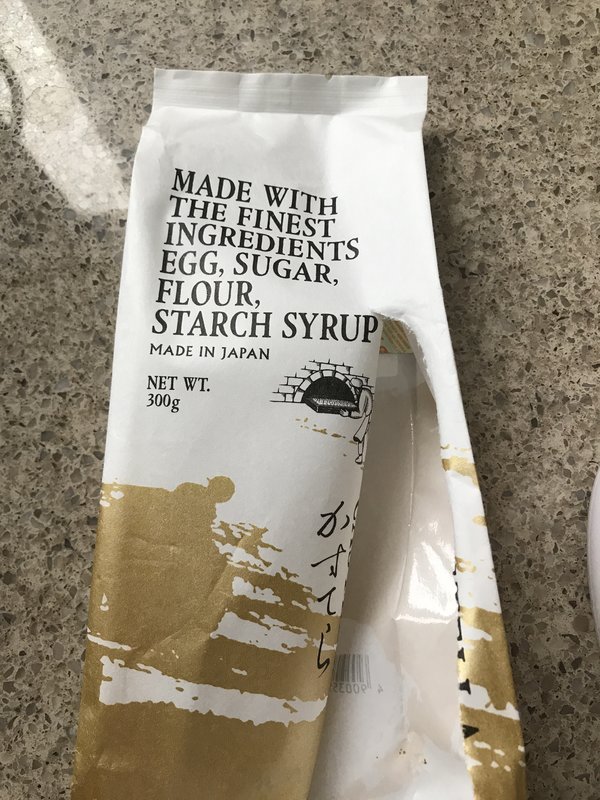 MADE WITH
THE FINEST
INGREDIENTS
EGG, SUGAR,
FLOUR,
STARCH SYRUP
MADE IN JAPAN
NET WT.
300g
かすてら